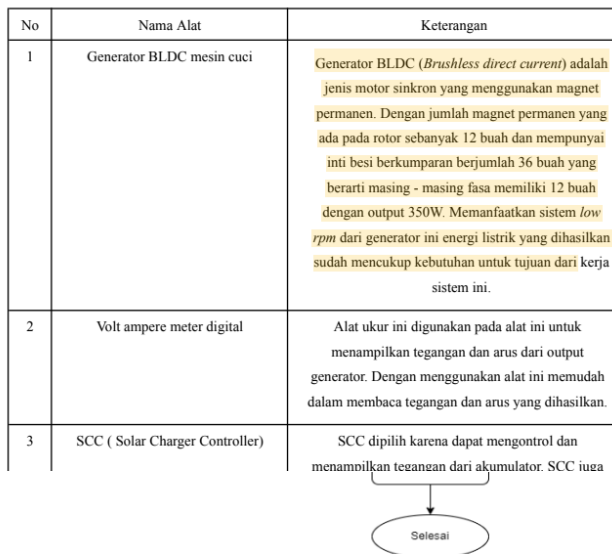 No Nama Alat Keterangan
1 Generator BLDC mesin cuci Generator BLDC (Brushless direct current) adalah
jenis motor sinkron yang menggunakan magnet
permanen. Dengan jumlah magnet permanen yang
ada pada rotor sebanyak 12 buah dan mempunyai
inti besi berkumparan berjumlah 36 buah yang
berarti masing - masing fasa memiliki 12 buah
dengan output 350W. Memanfaatkan sistem low
rpm dari generator ini energi listrik yang dihasilkan
sudah mencukup kebutuhan untuk tujuan dari kerja
sistem ini.
2 Volt ampere meter digital Alat ukur ini digunakan pada alat ini untuk
menampilkan tegangan dan arus dari output
generator. Dengan menggunakan alat ini memudah
dalam membaca tegangan dan arus yang dihasilkan.
3 SCC ( Solar Charger Controller) SCC dipilih karena dapat mengontrol dan
menampilkan tegangan dari akumulator. SCC juga
Selesai